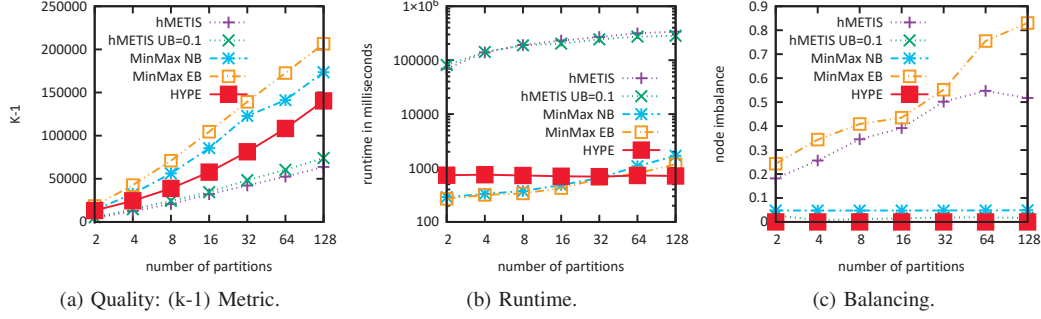 250000
200000
150000
100000
50000
0
K-1
hMETIS
hMETIS UB=0.1
MinMax NB
MinMax EB
HYPE
2 4 8 16 32 64 128
number of partitions
(a) Quality: (k-1) Metric.
1×10⁶
100000
10000
1000
100
runtime in milliseconds
hMETIS
hMETIS UB=0.1
MinMax NB
MinMax EB
HYPE
2 4 8 16 32 64 128
number of partitions
(b) Runtime.
0.9
0.8
0.7
0.6
0.5
0.4
0.3
0.2
0.1
0
node imbalance
hMETIS
hMETIS UB=0.1
MinMax NB
MinMax EB
HYPE
2 4 8 16 32 64 128
number of partitions
(c) Balancing.